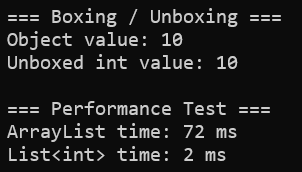 === Boxing / Unboxing ===
Object value: 10
Unboxed int value: 10
=== Performance Test ===
ArrayList time: 72 ms
List<int> time: 2 ms